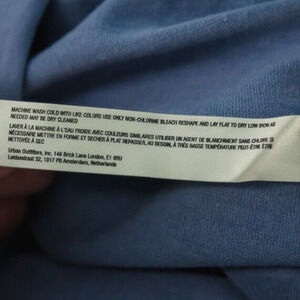 MACHINE WASH COLD WITH LIKE COLORS USE ONLY NON-CHLORINE BLEACH RESHAPE AND LAY FLAT TO DRY LOW IRON AS
NEEDED MAY BE DRY CLEANED
LAVER À LA MACHINE À L'EAU FROIDE AVEC COULEURS SIMILAIRES UTILISER UN AGENT DE BLANCHIMENT SANS CHLORE SI
NÉCESSAIRE METTRE EN FORME ET SÉCHER À PLAT REPASSER, AU BESOIN, À TRÈS BASSE TEMPÉRATURE PEUT-ÊTRE
NETTOYÉ À SEC
Urban Outfitters, Inc. 146 Brick Lane London, E1 6RU
Leidsestraat 32, 1017 PB Amsterdam, Netherlands